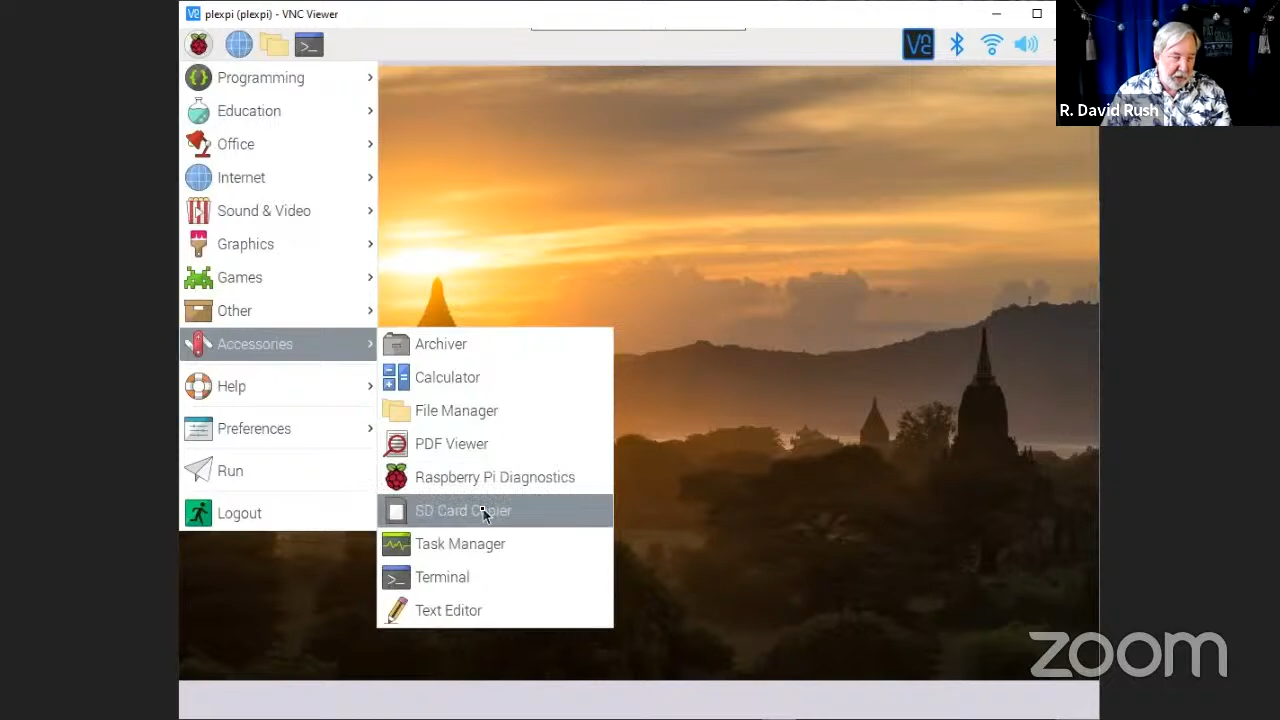 plexpi (plexpi) - VNC Viewer
Programming
Education
Office
Internet
Sound & Video
Graphics
Games
Other
Accessories
Help
Preferences
Run
Logout
Archiver
Calculator
File Manager
PDF Viewer
Raspberry Pi Diagnostics
SD Card Copier
Task Manager
Terminal
Text Editor
R. David Rush
zoom